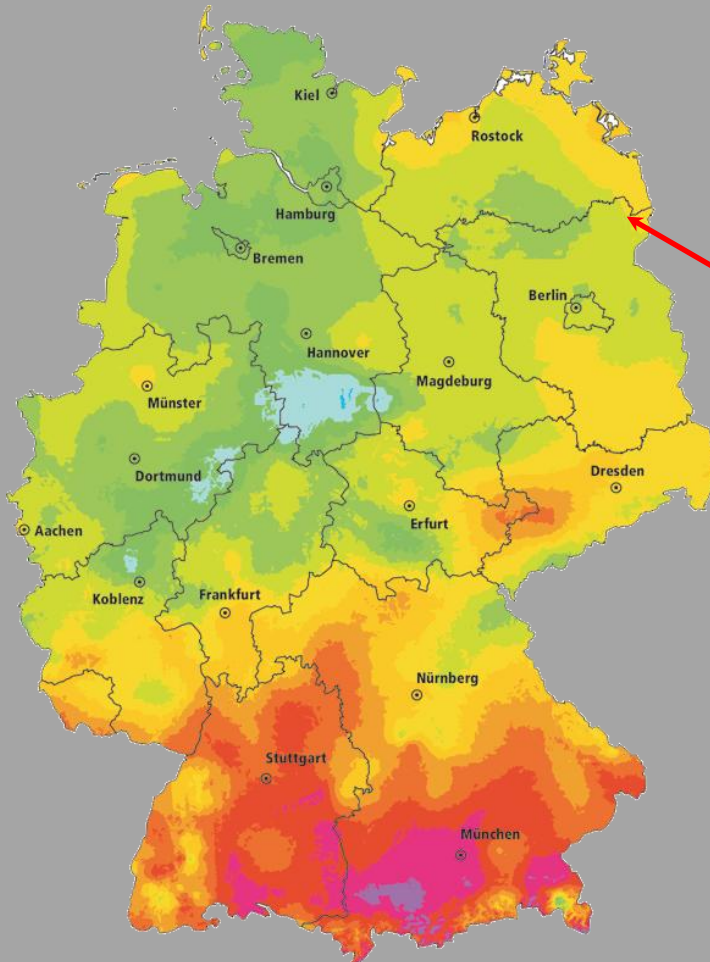 Kiel
Rostock
Hamburg
Bremen
Berlin
Hannover
Magdeburg
Münster
Dortmund
Dresden
Erfurt
Aachen
Koblenz
Frankfurt
Nürnberg
Stuttgart
München